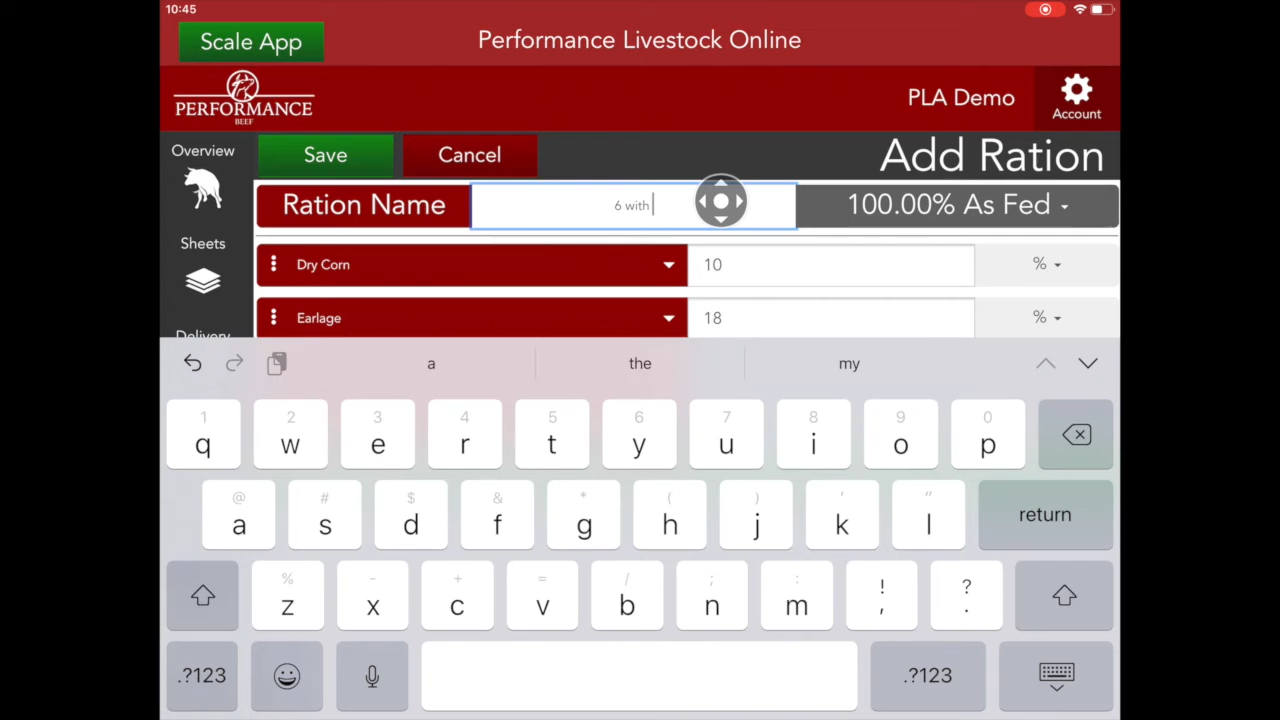 10:45
Scale App
Performance Livestock Online
PERFORMANCE
BEEF
PLA Demo
Account
Overview
Save
Cancel
Add Ration
Ration Name
6 with
100.00% As Fed
Sheets
Dry Corn
10
%
Earlage
18
%
Delivery
a
the
my
1 2 3 4 5 6 7 8 9 0
q w e r t y u i o p
@ # $ & * ( ) ' "
a s d f g h j k l
return
% - + = / ; : ! ?
z x c v b n m , .
.?123
.?123